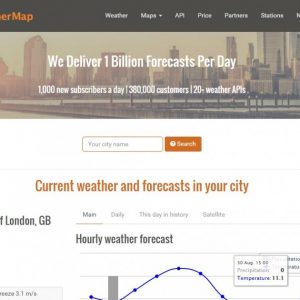 erMap
Weather Maps API Price Partners Stations N
We Deliver 1 Billion Forecasts Per Day
1,000 new subscribers a day | 380,000 customers | 20+ weather APIs
Your city name Search
Current weather and forecasts in your city
f London, GB
Main Daily This day in history Satellite
Hourly weather forecast
10 Aug, 15:00
Precipitation: 0
Temperature: 11.1
reeze 3.1 m/s